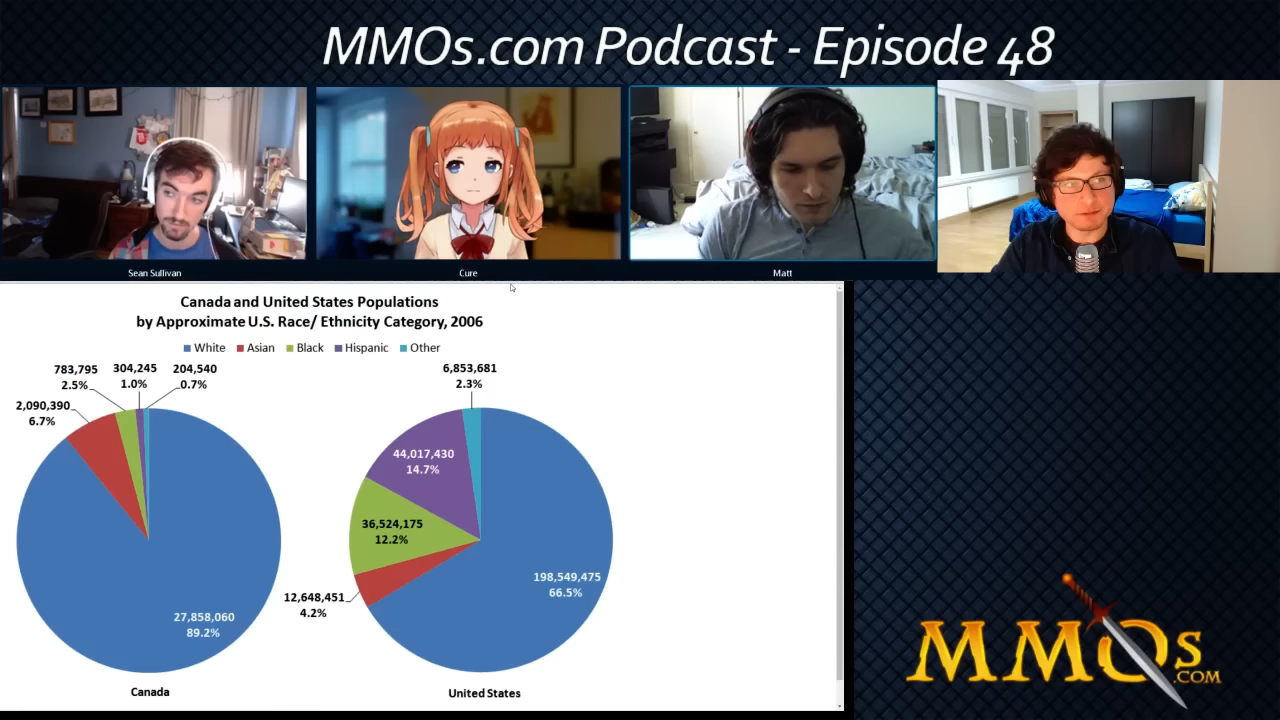 MMOs.com Podcast - Episode 48
Sean Sullivan
Cure
Matt
Canada and United States Populations
by Approximate U.S. Race/ Ethnicity Category, 2006
White Asian Black Hispanic Other
783,795
2.5%
304,245
1.0%
204,540
0.7%
2,090,390
6.7%
27,858,060
89.2%
Canada
6,853,681
2.3%
44,017,430
14.7%
36,524,175
12.2%
12,648,451
4.2%
198,549,475
66.5%
United States
MMOs
.COM